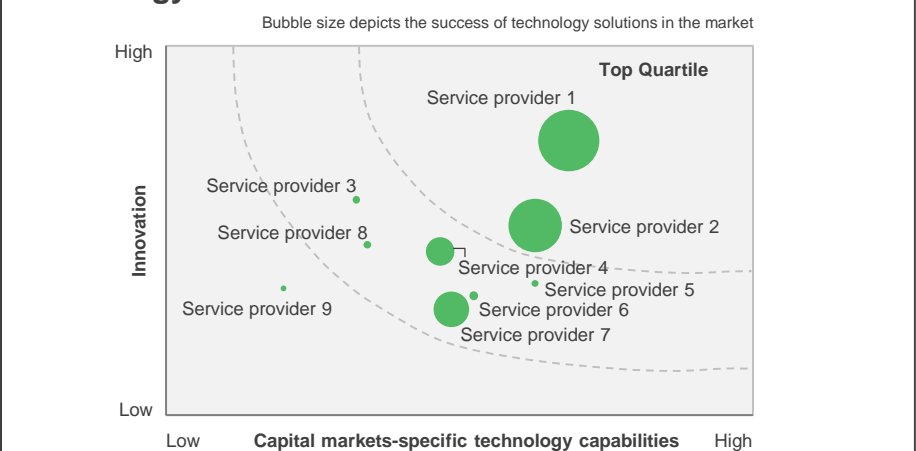 Bubble size depicts the success of technology solutions in the market
High
Top Quartile
Service provider 1
Service provider 3
Service provider 2
Service provider 8
Innovation
Service provider 4
Service provider 5
Service provider 9
Service provider 6
Service provider 7
Low
Low Capital markets-specific technology capabilities High